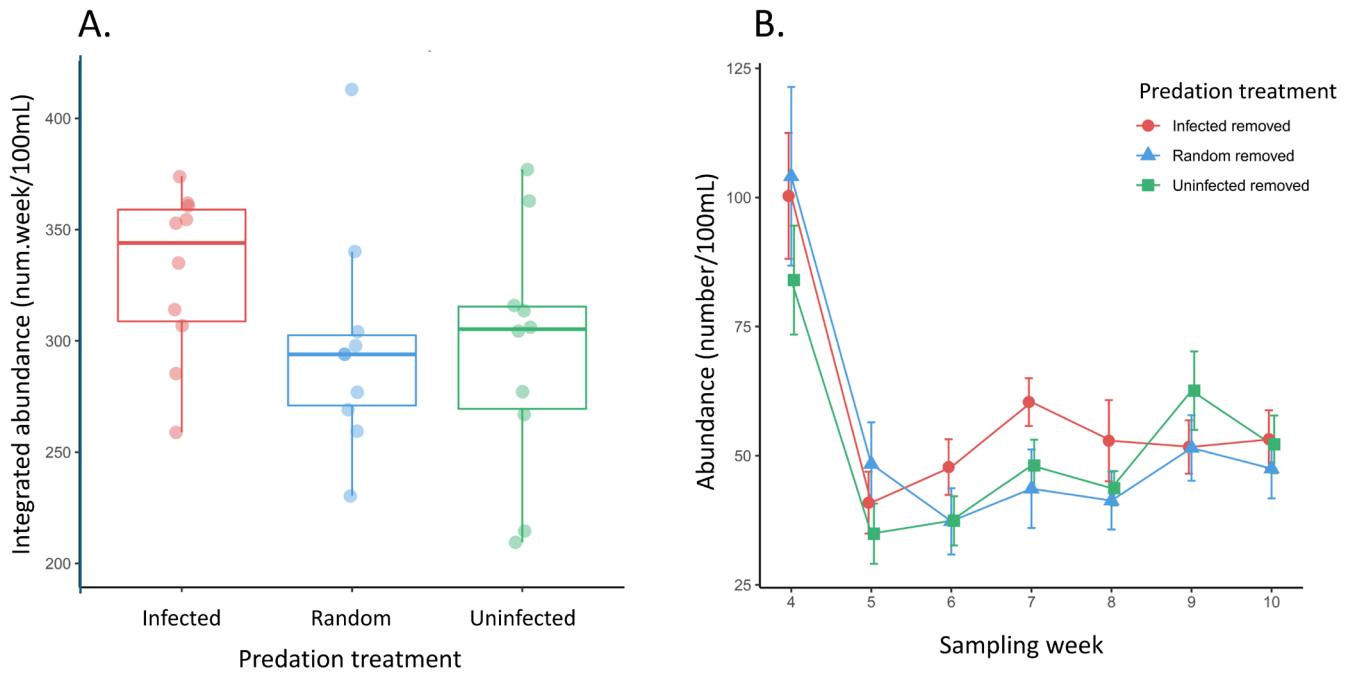 A.
Integrated abundance (num.week/100mL)
400
350
300
250
200
Infected Random Uninfected
Predation treatment
B.
Abundance (number/100mL)
125
100
75
50
25
4 5 6 7 8 9 10
Sampling week
Predation treatment
Infected removed
Random removed
Uninfected removed